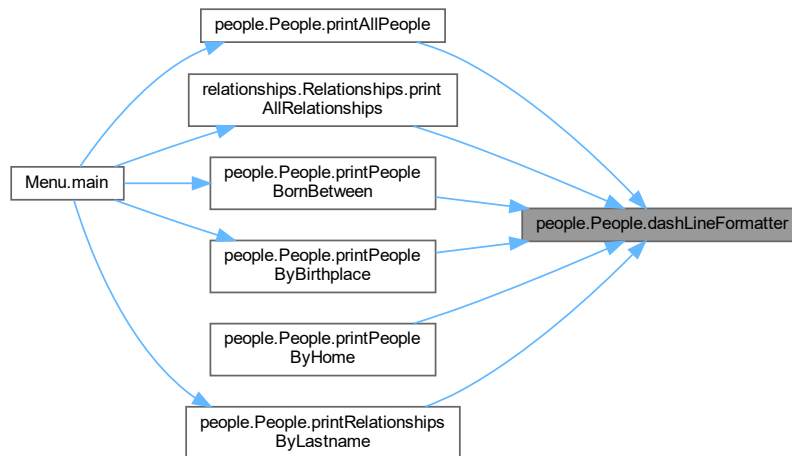 people.People.printAllPeople
relationships.Relationships.print
AllRelationships
Menu.main
people.People.printPeople
BornBetween
people.People.dashLineFormatter
people.People.printPeople
ByBirthplace
people.People.printPeople
ByHome
people.People.printRelationships
ByLastname